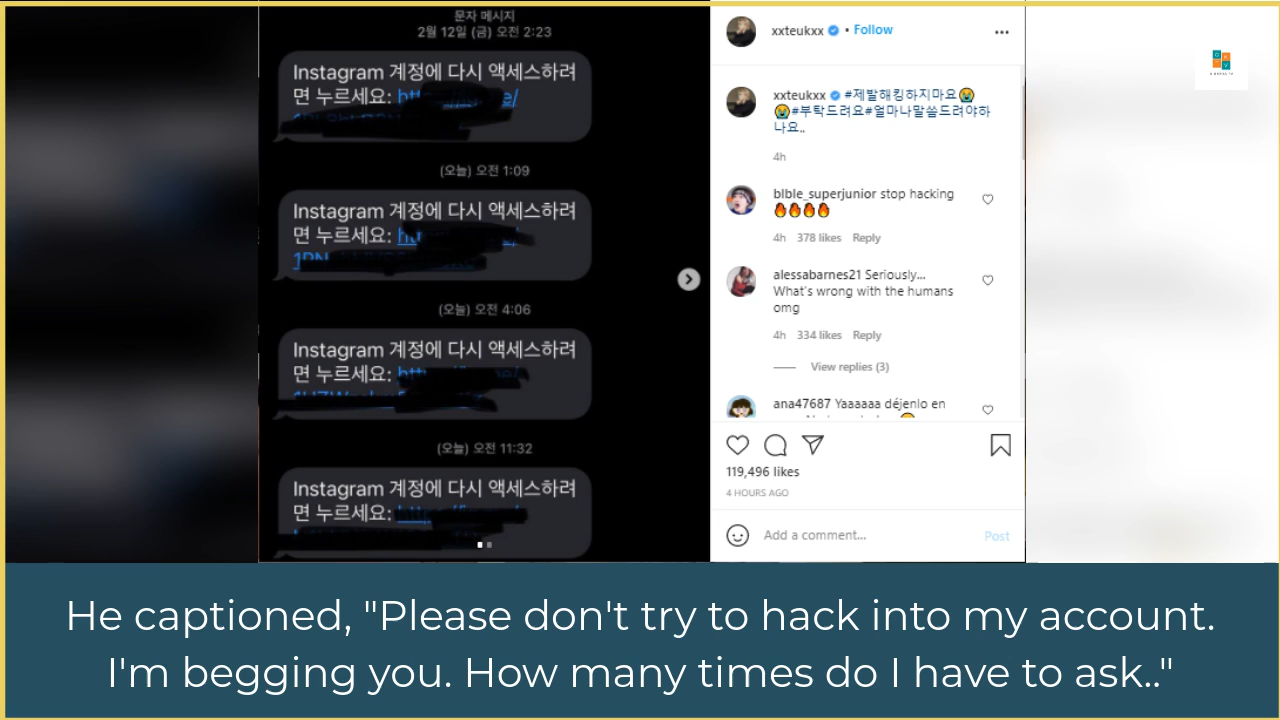 문자 메시지
2월 12일 (금) 오전 2:23
Instagram 계정에 다시 액세스하려
면 누르세요:
(오늘) 오전 1:09
Instagram 계정에 다시 액세스하려
면 누르세요:
(오늘) 오전 4:06
Instagram 계정에 다시 액세스하려
면 누르세요:
(오늘) 오전 11:32
Instagram 계정에 다시 액세스하려
면 누르세요:
xxteukxx • Follow
xxteukxx #제발해킹하지마요😭
😭#부탁드려요#얼마나말씀드려야하
나요..
4h
blble_superjunior stop hacking
🔥🔥🔥🔥
4h 378 likes Reply
alessabarnes21 Seriously...
What's wrong with the humans
omg
4h 334 likes Reply
View replies (3)
ana47687 Yaaaaaa déjenlo en
119,496 likes
4 HOURS AGO
Add a comment... Post
He captioned, "Please don't try to hack into my account.
I'm begging you. How many times do I have to ask.."